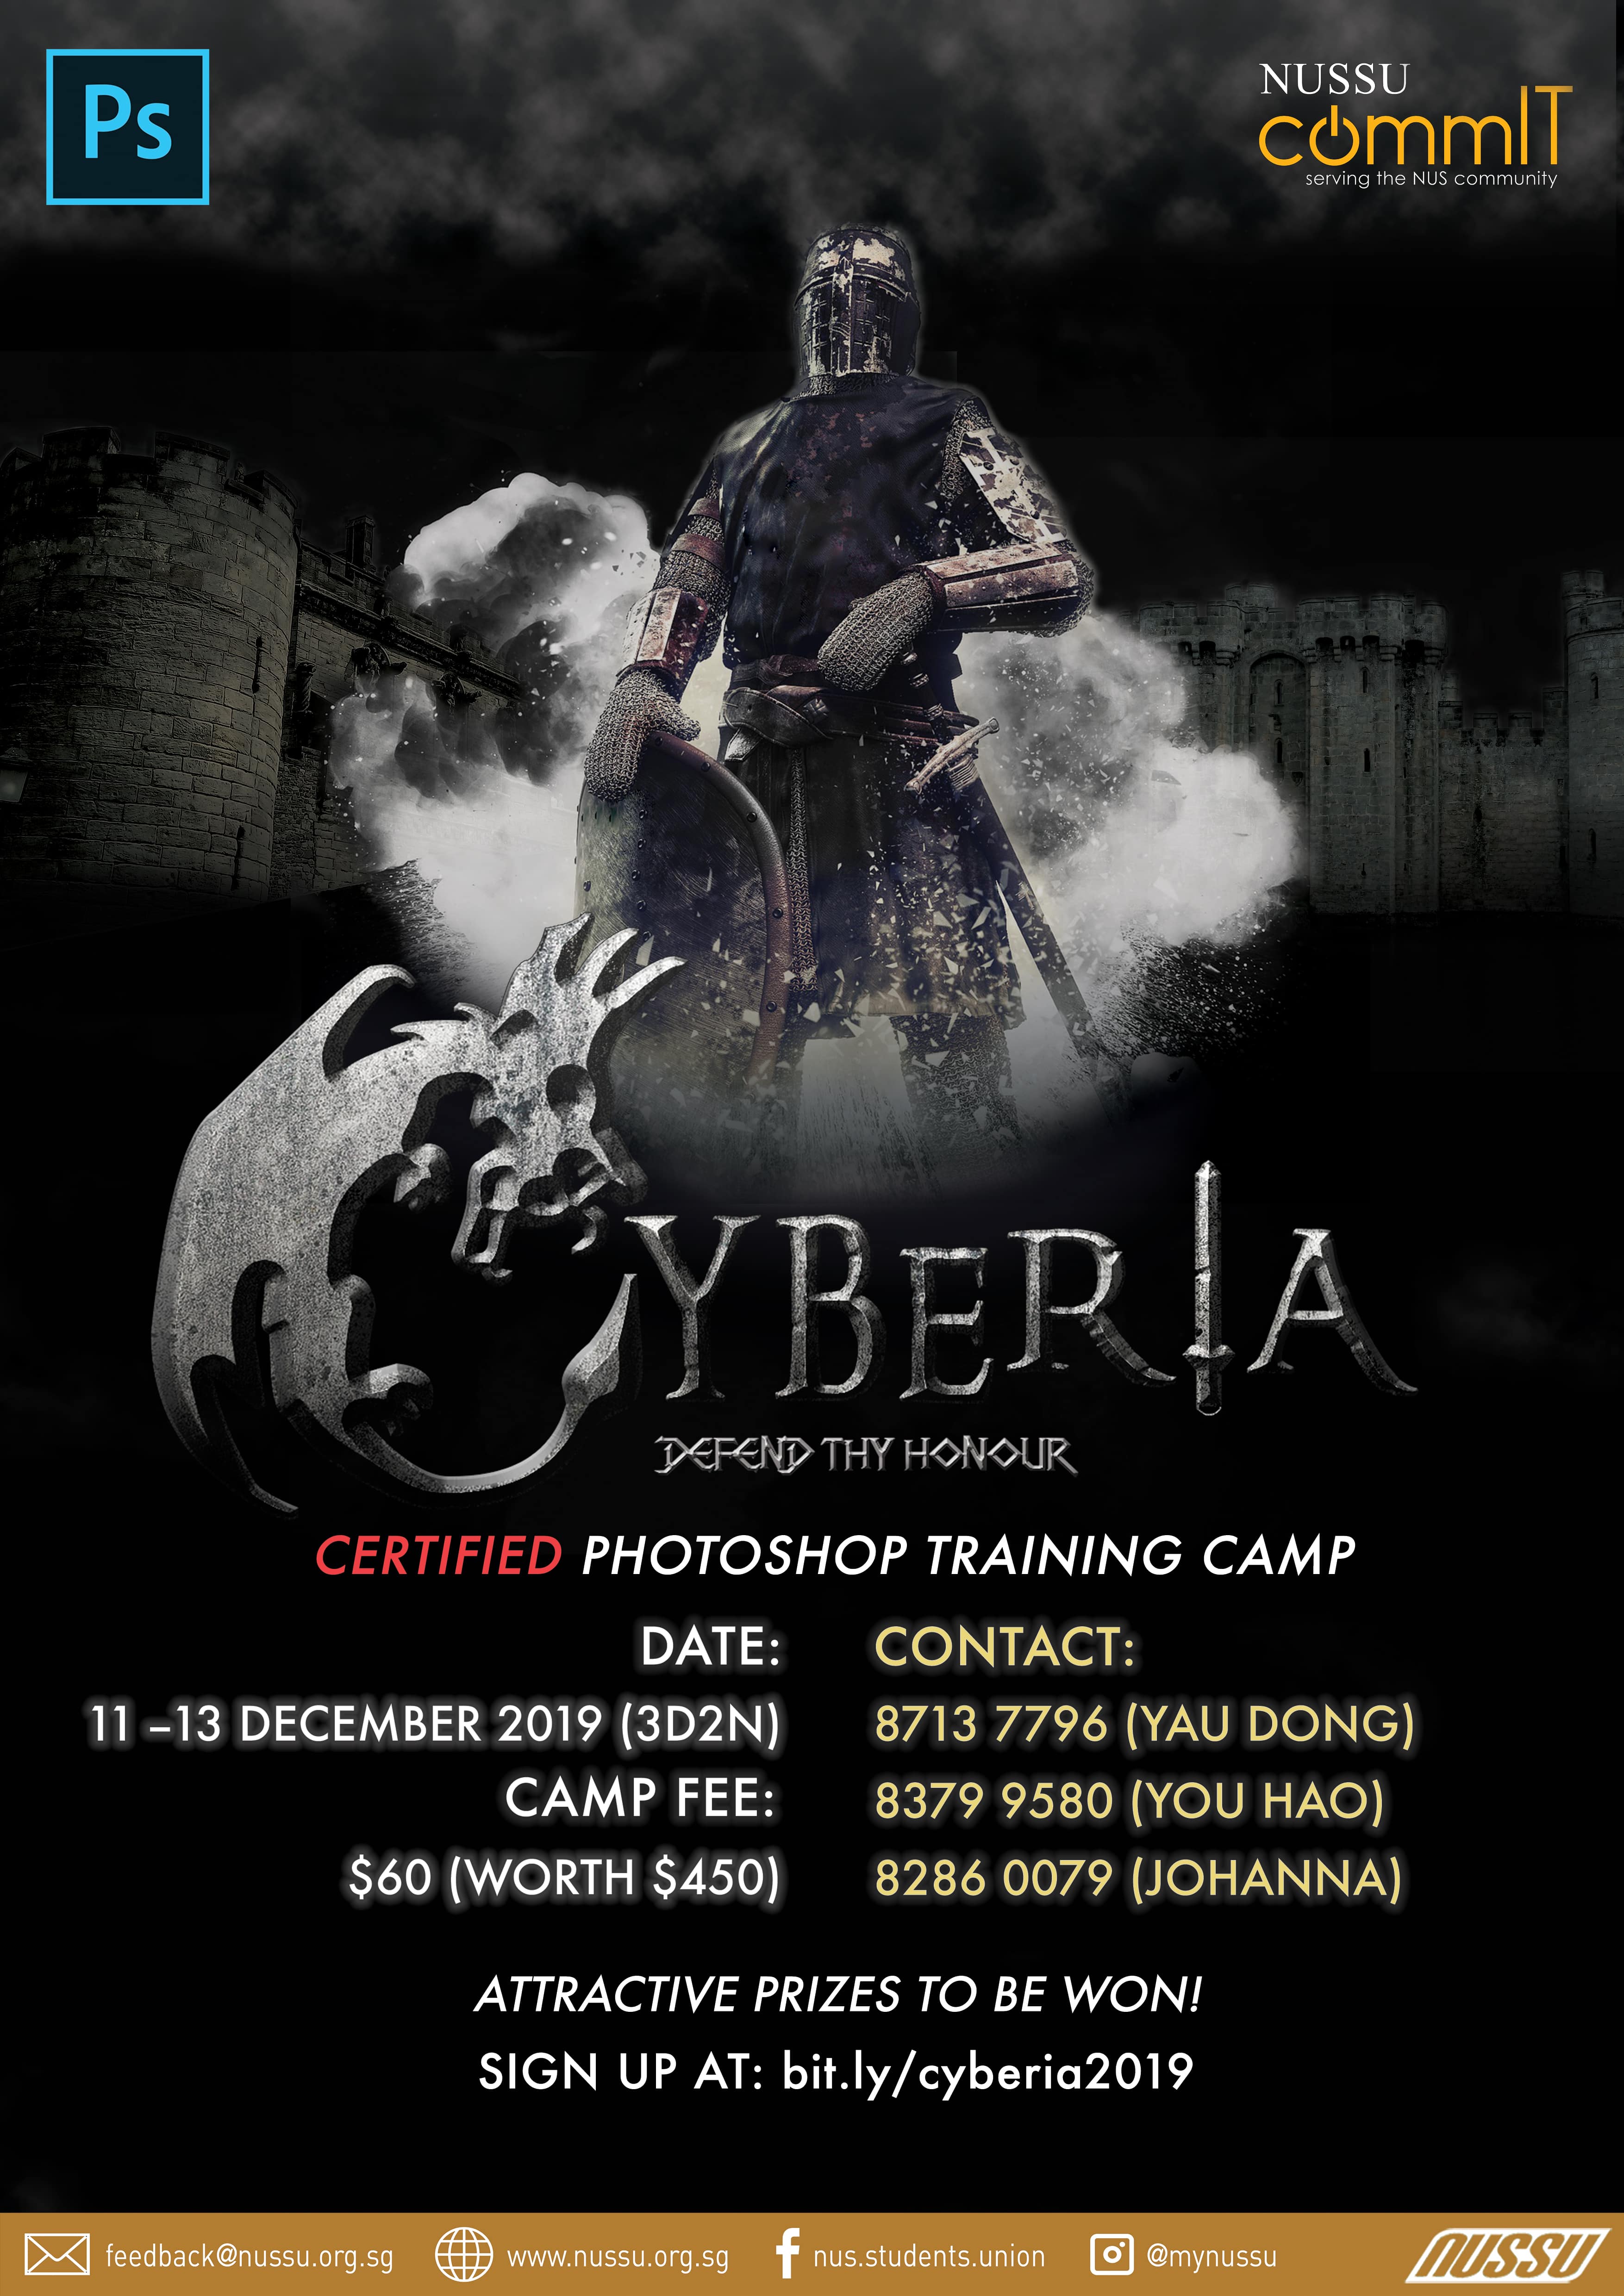 Ps
NUSSU
commIT
serving the NUS community
CYBERIA
DEFEND THY HONOUR
CERTIFIED PHOTOSHOP TRAINING CAMP
DATE:
11 –13 DECEMBER 2019 (3D2N)
CAMP FEE:
$60 (WORTH $450)
CONTACT:
8713 7796 (YAU DONG)
8379 9580 (YOU HAO)
8286 0079 (JOHANNA)
ATTRACTIVE PRIZES TO BE WON!
SIGN UP AT: bit.ly/cyberia2019
feedback@nussu.org.sg
www.nussu.org.sg
nus.students.union
@mynussu
NUSSU